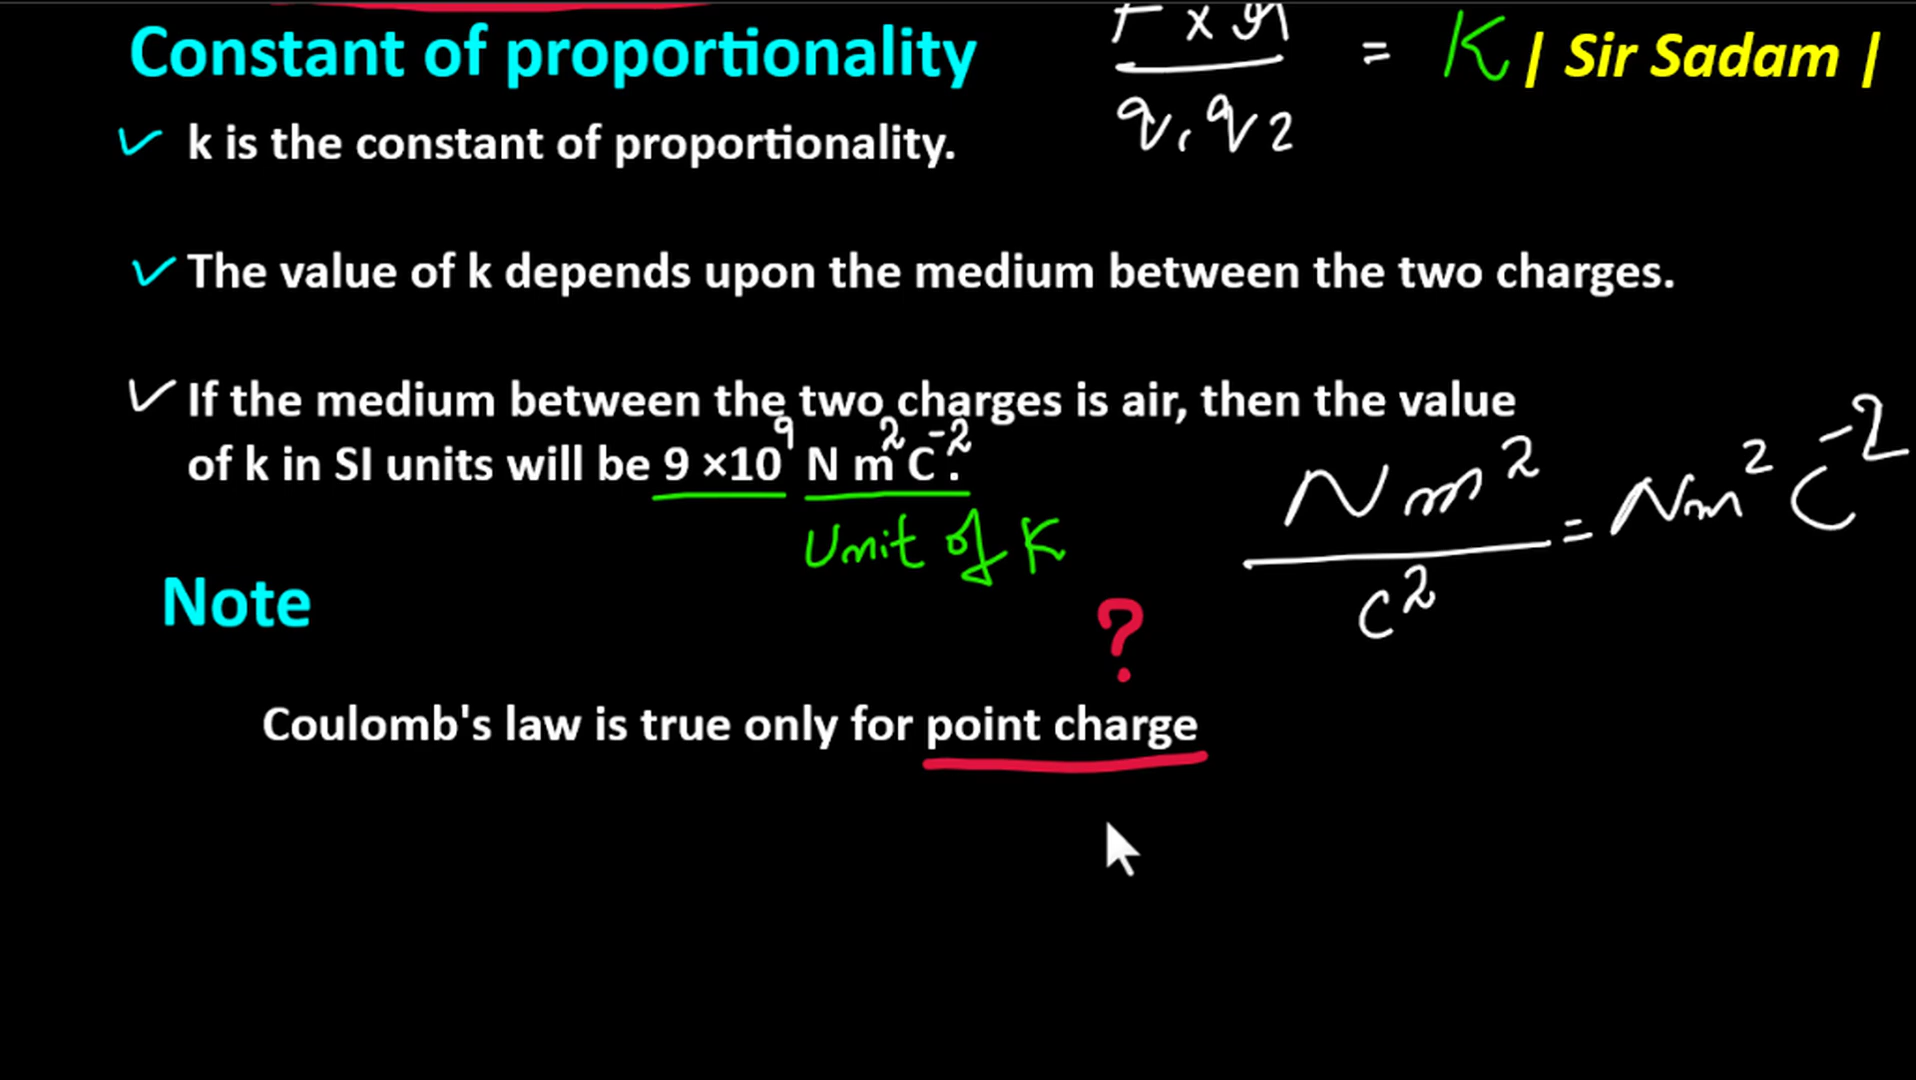 Constant of proportionality
= K | Sir Sadam |
q1 q2
k is the constant of proportionality.
The value of k depends upon the medium between the two charges.
If the medium between the two charges is air, then the value
of k in SI units will be 9 ×10⁹ N m²C⁻².
N m² / C² = Nm² C⁻²
Unit of K
Note
?
Coulomb's law is true only for point charge